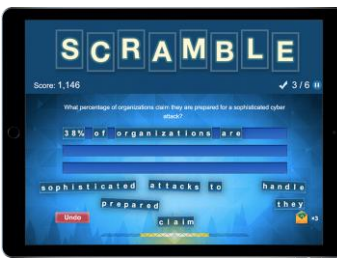 SCRAMBLE
Score: 1,146 ✓ 3 / 6
What percentage of organizations claim they are prepared for a sophisticated cyber
attack?
38% of organizations are
sophisticated attacks to handle
prepared they
claim
Undo ×3